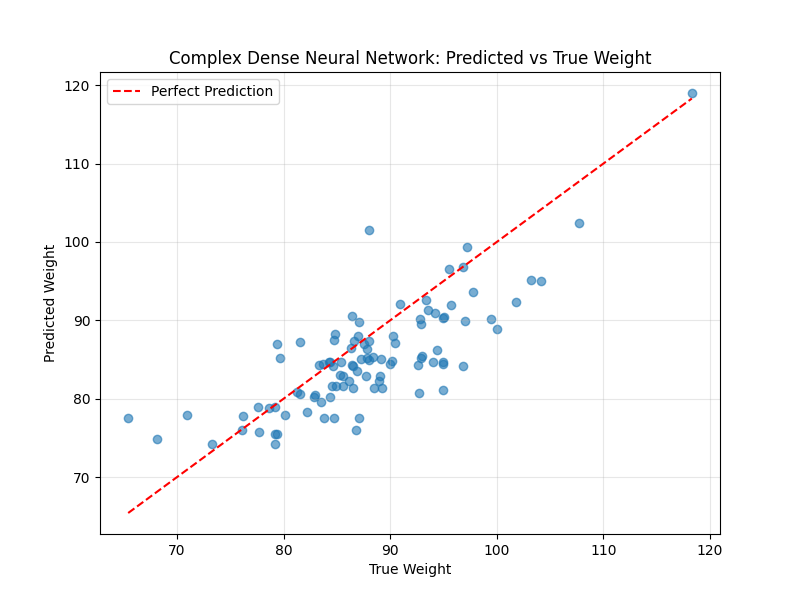 Complex Dense Neural Network: Predicted vs True Weight
Perfect Prediction
120
110
100
90
80
70
Predicted Weight
70 80 90 100 110 120
True Weight